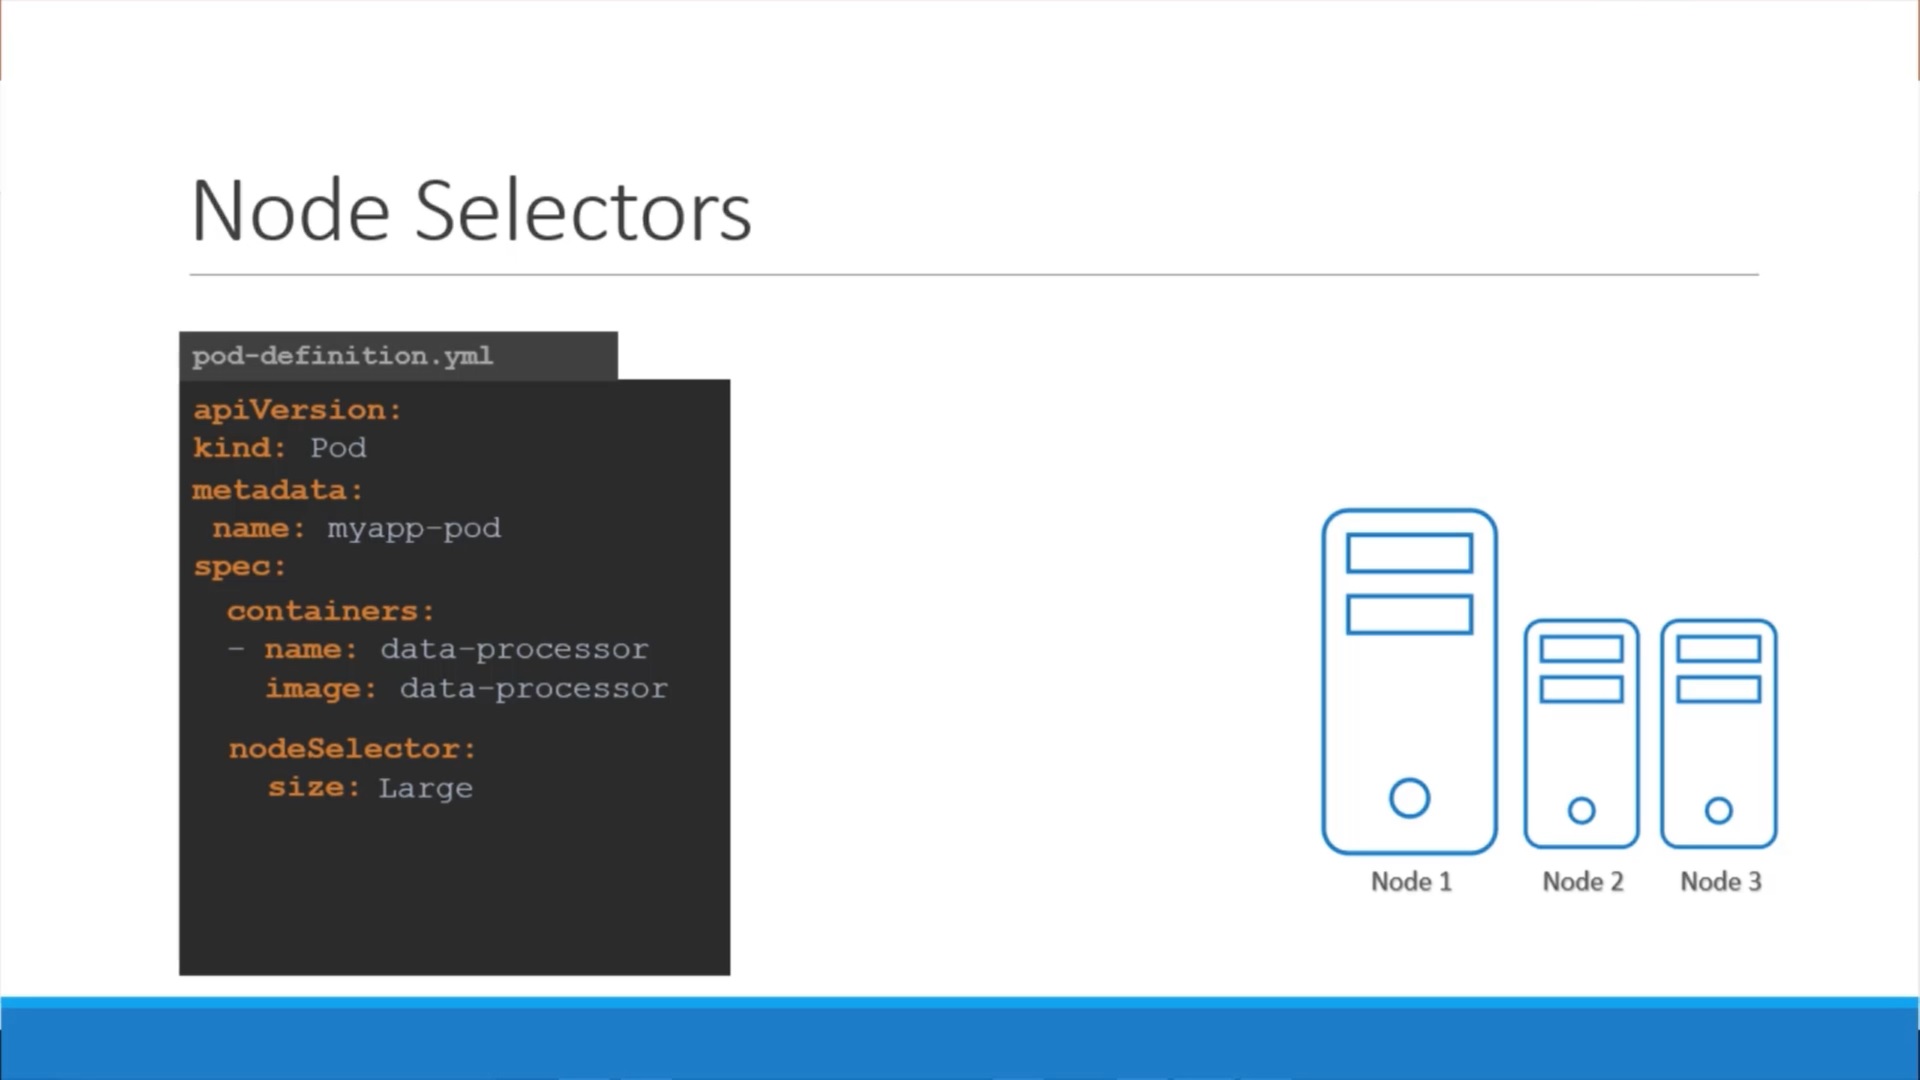 Node Selectors
pod-definition.yml
apiVersion:
kind: Pod
metadata:
 name: myapp-pod
spec:
  containers:
  - name: data-processor
    image: data-processor
  nodeSelector:
    size: Large
Node 1
Node 2
Node 3